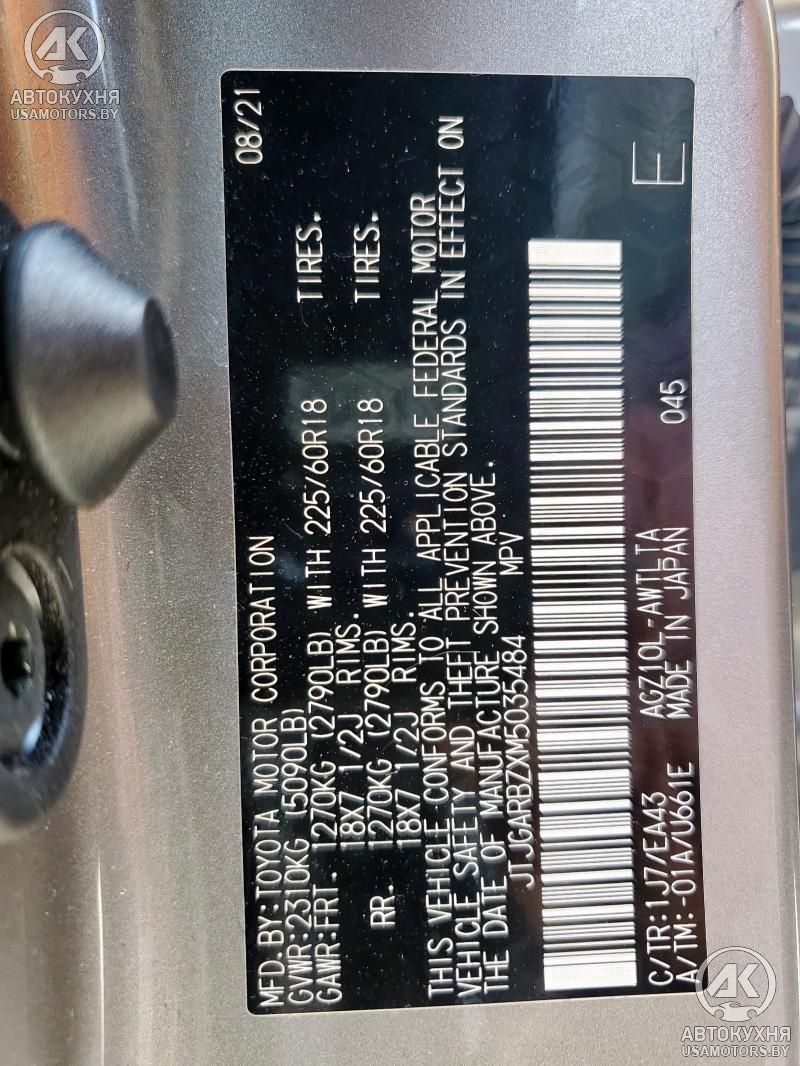 AK
АВТОКУХНЯ
USAMOTORS.BY
MFD.BY:TOYOTA MOTOR CORPORATION 08/21
GVWR:2310KG (5090LB)
GAWR:FRT. 1270KG (2790LB) WITH 225/60R18 TIRES.
18X7 1/2J RIMS.
RR. 1270KG (2790LB) WITH 225/60R18 TIRES.
18X7 1/2J RIMS.
THIS VEHICLE CONFORMS TO ALL APPLICABLE FEDERAL MOTOR
VEHICLE SAFETY AND THEFT PREVENTION STANDARDS IN EFFECT ON
THE DATE OF MANUFACTURE SHOWN ABOVE.
JTJGARBZXM5035484 MPV
C/TR:1J7/EA43 AGZ10L-AWTLTA 045 E
A/TM:-01A/U661E MADE IN JAPAN
AK
АВТОКУХНЯ
USAMOTORS.BY